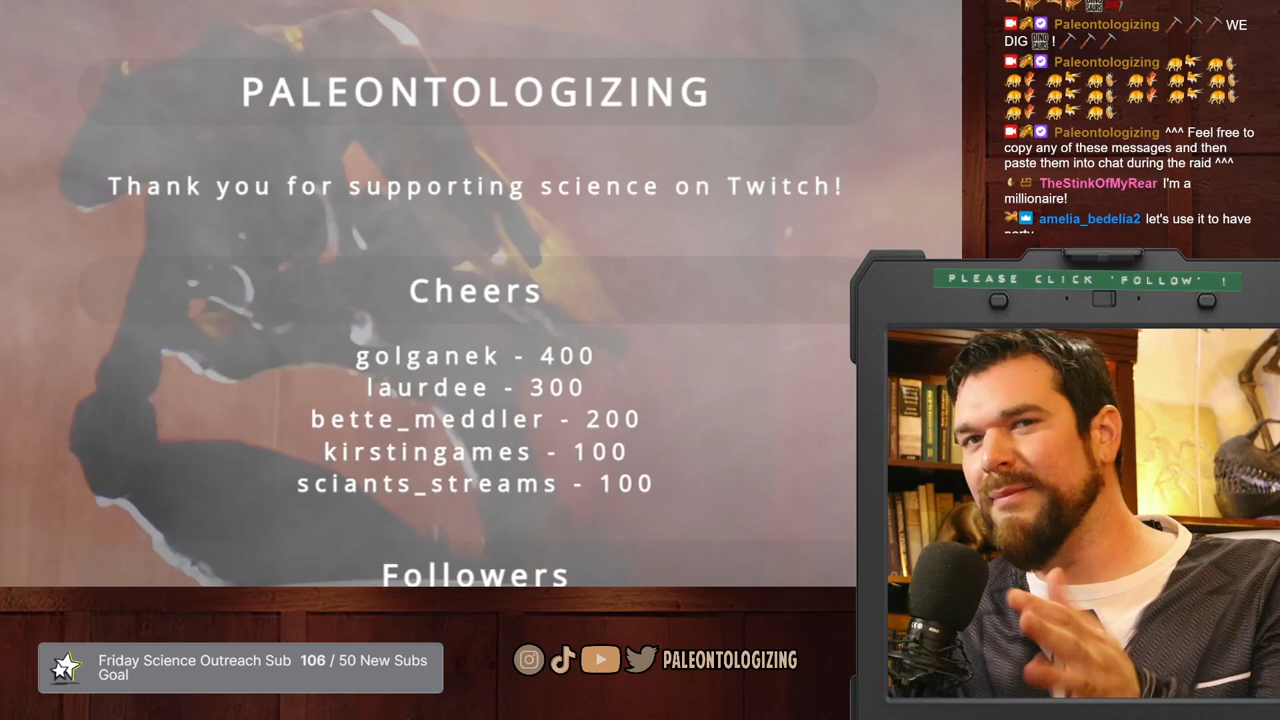 PALEONTOLOGIZING
Thank you for supporting science on Twitch!
Cheers
golganek - 400
laurdee - 300
bette_meddler - 200
kirstingames - 100
sciants_streams - 100
Followers
Paleontologizing WE
DIG !
Paleontologizing
Paleontologizing ^^^ Feel free to
copy any of these messages and then
paste them into chat during the raid ^^^
TheStinkOfMyRear I'm a
millionaire!
amelia_bedelia2 let's use it to have
party
PLEASE CLICK "FOLLOW" !
Friday Science Outreach Sub 106 / 50 New Subs
Goal
PALEONTOLOGIZING